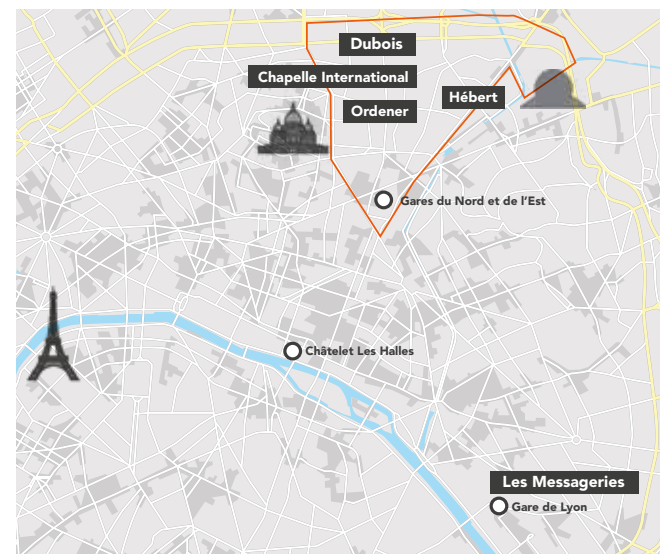 Dubois
Chapelle International
Hébert
Ordener
Gares du Nord et de l'Est
Châtelet Les Halles
Les Messageries
Gare de Lyon